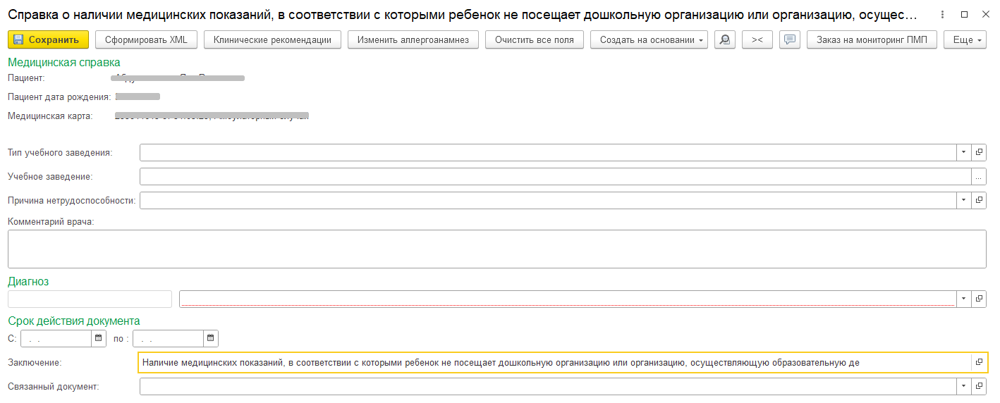 Справка о наличии медицинских показаний, в соответствии с которыми ребенок не посещает дошкольную организацию или организацию, осущес...
Сохранить Сформировать XML Клинические рекомендации Изменить аллергоанамнез Очистить все поля Создать на основании >< Заказ на мониторинг ПМП Еще
Медицинская справка
Пациент:
Пациент дата рождения:
Медицинская карта:
Тип учебного заведения:
Учебное заведение: ...
Причина нетрудоспособности:
Комментарий врача:
Диагноз
Срок действия документа
С: . . по : . .
Заключение: Наличие медицинских показаний, в соответствии с которыми ребенок не посещает дошкольную организацию или организацию, осуществляющую образовательную де
Связанный документ: